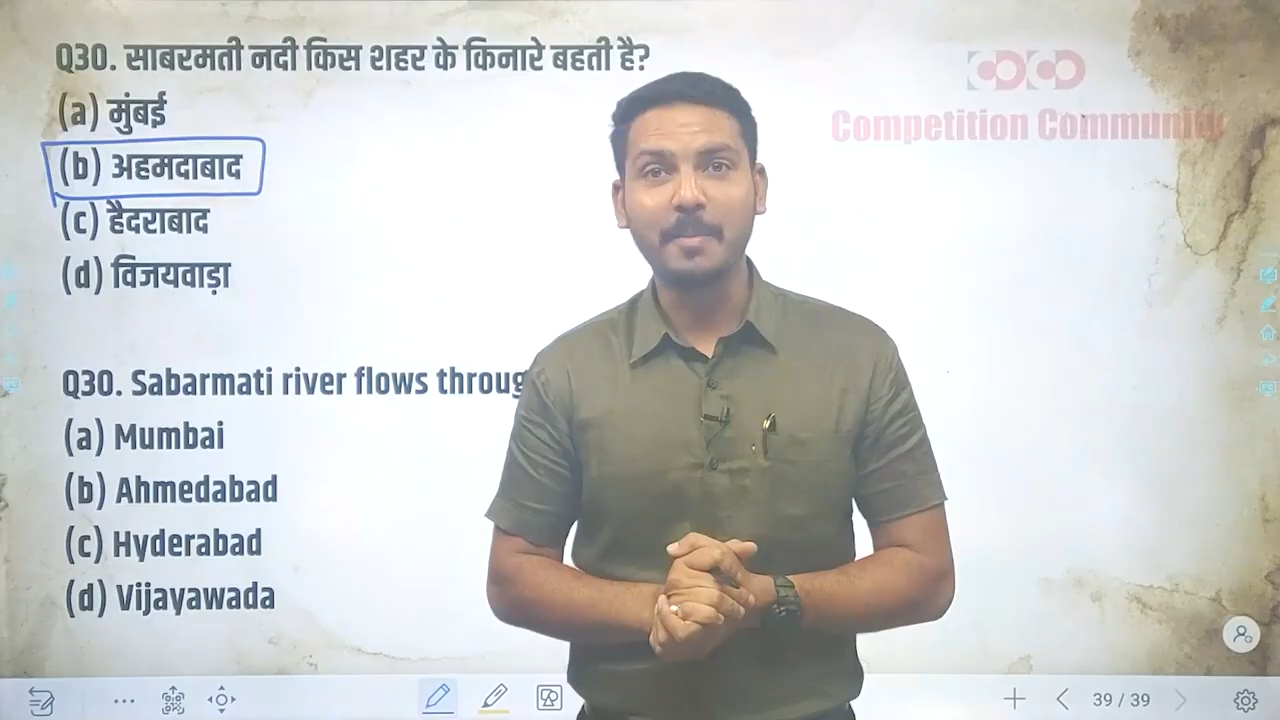 Q30. साबरमती नदी किस शहर के किनारे बहती है?
(a) मुंबई
(b) अहमदाबाद
(c) हैदराबाद
(d) विजयवाड़ा
Competition Community
Q30. Sabarmati river flows throug
(a) Mumbai
(b) Ahmedabad
(c) Hyderabad
(d) Vijayawada
39 / 39